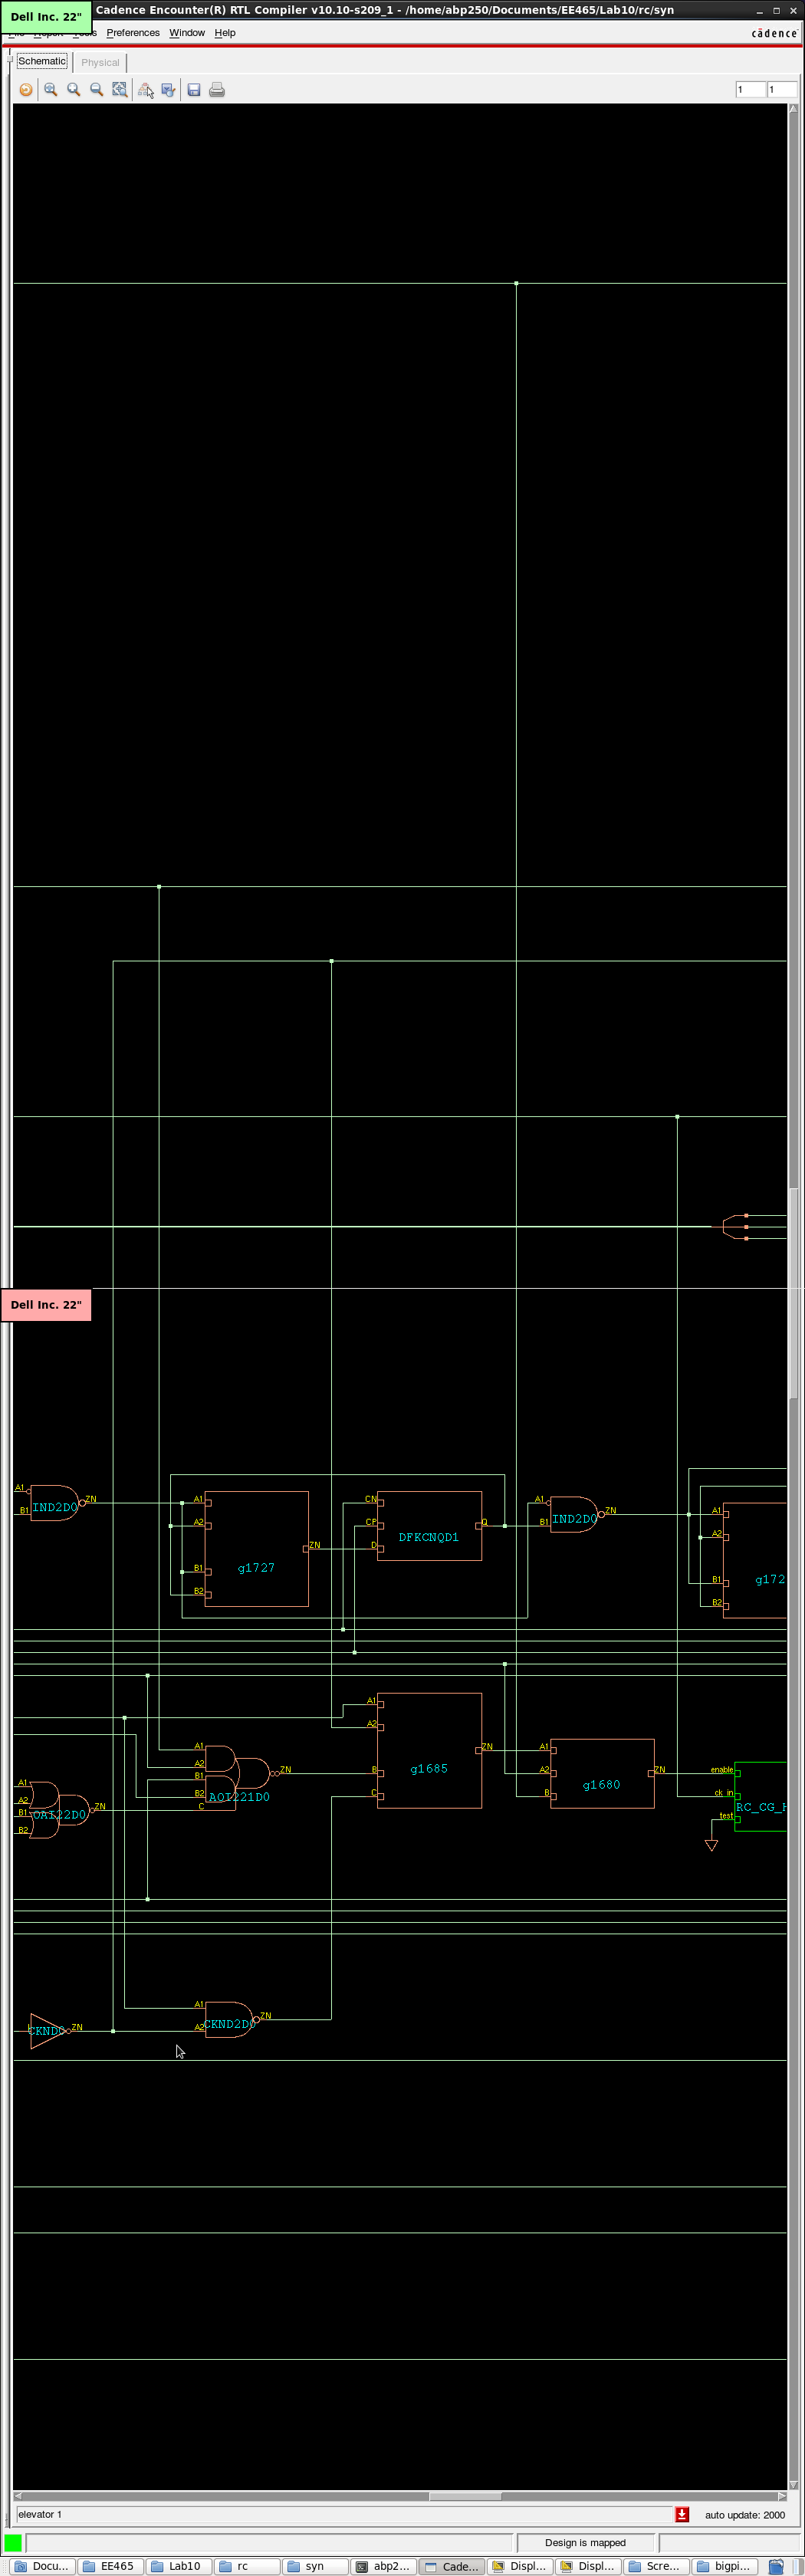 Dell Inc. 22"
Cadence Encounter(R) RTL Compiler v10.10-s209_1 - /home/abp250/Documents/EE465/Lab10/rc/syn
Preferences Window Help
cādence
Schematic Physical
1 1
A1 B1 IND2D0 ZN
A1 A2 B1 B2 g1727 ZN
CN CP D DFKCNQD1 Q
A1 B1 IND2D0 ZN
A1 A2 B1 B2
Dell Inc. 22"
A1 A2 B1 B2 OAI22D0 ZN
A1 A2 B1 B2 C AOI221D0 ZN
A1 A2 B C g1685 ZN
A1 A2 B g1680 ZN
enable ck_in test
CKND0 ZN
A1 A2 CKND2D0 ZN
elevator 1
auto update: 2000
Design is mapped
Docu... EE465 Lab10 rc syn abp2... Cade... Displ... Displ... Scre... bigpi...